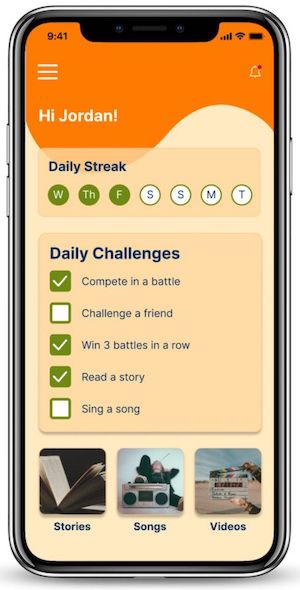 9:41
Hi Jordan!
Daily Streak
W Th F S S M T
Daily Challenges
Compete in a battle
Challenge a friend
Win 3 battles in a row
Read a story
Sing a song
Stories Songs Videos